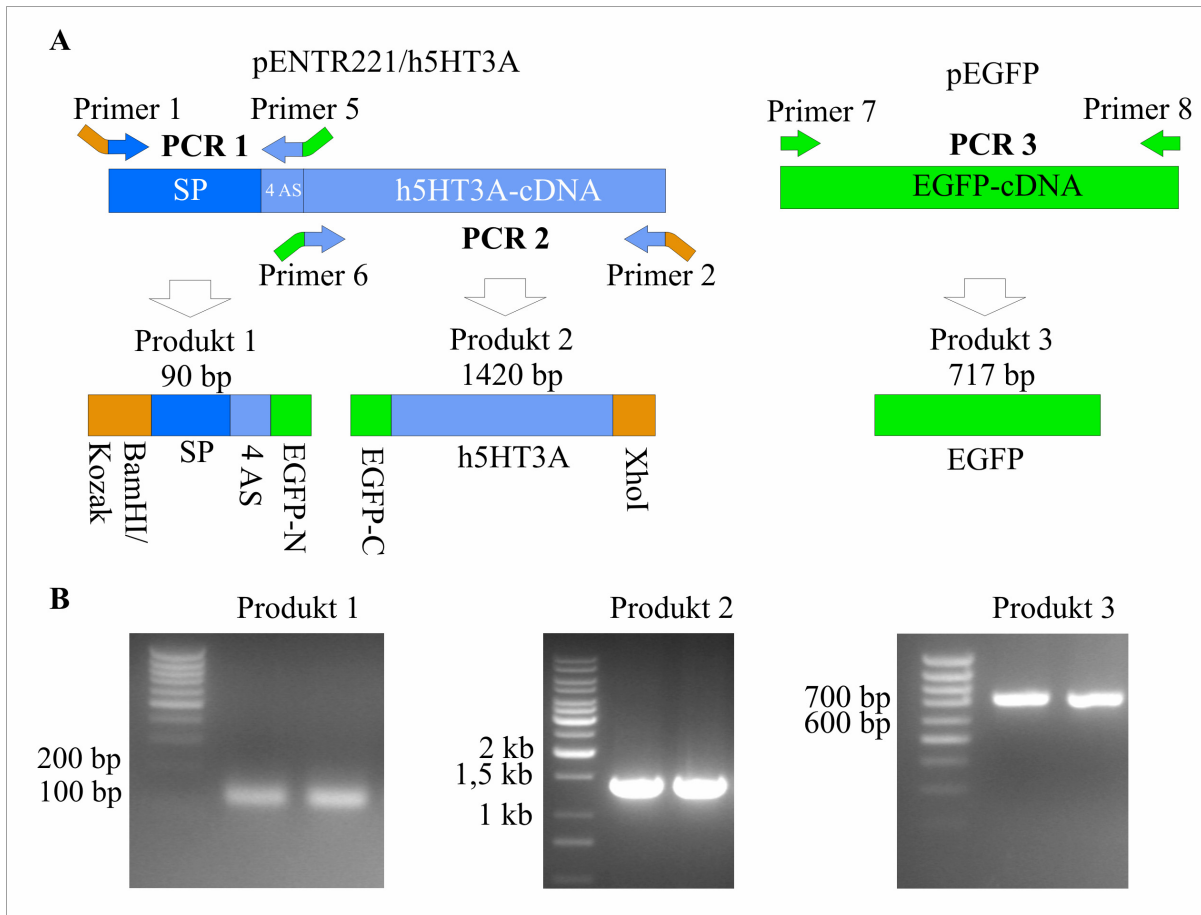 A
pENTR221/h5HT3A
pEGFP
Primer 1
Primer 5
Primer 7
Primer 8
PCR 1
PCR 3
SP
4 AS
h5HT3A-cDNA
EGFP-cDNA
PCR 2
Primer 6
Primer 2
Produkt 1
90 bp
Produkt 2
1420 bp
Produkt 3
717 bp
Kozak
BamHI/
SP
4 AS
EGFP-N
EGFP-C
h5HT3A
XhoI
EGFP
B
Produkt 1
Produkt 2
Produkt 3
200 bp
100 bp
2 kb
1,5 kb
1 kb
700 bp
600 bp